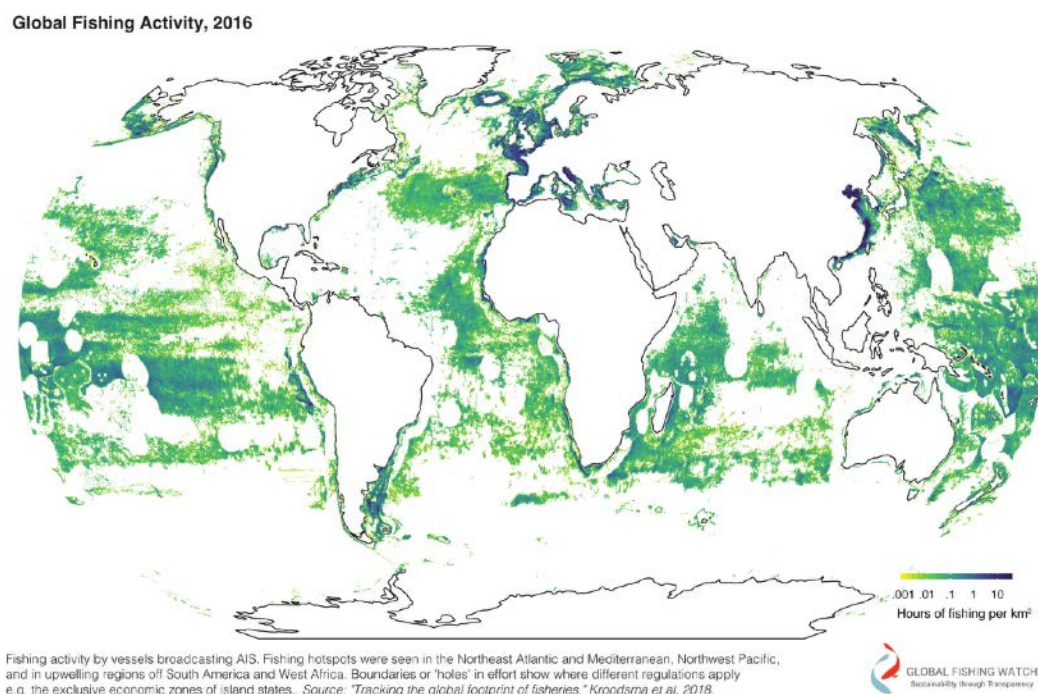 Global Fishing Activity, 2016
.001 .01 .1 1 10
Hours of fishing per km²
Fishing activity by vessels broadcasting AIS. Fishing hotspots were seen in the Northeast Atlantic and Mediterranean, Northwest Pacific,
and in upwelling regions off South America and West Africa. Boundaries or 'holes' in effort show where different regulations apply
e.g. the exclusive economic zones of island states. Source: "Tracking the global footprint of fisheries." Kroodsma et al. 2018.
GLOBAL FISHING WATCH
Sustainability through Transparency